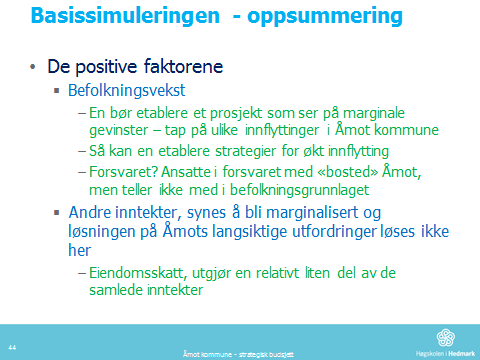 Basissimuleringen - oppsummering
• De positive faktorene
▪ Befolkningsvekst
– En bør etablere et prosjekt som ser på marginale
gevinster – tap på ulike innflyttinger i Åmot kommune
– Så kan en etablere strategier for økt innflytting
– Forsvaret? Ansatte i forsvaret med «bosted» Åmot,
men teller ikke med i befolkningsgrunnlaget
▪ Andre inntekter, synes å bli marginalisert og
løsningen på Åmots langsiktige utfordringer løses ikke
her
– Eiendomsskatt, utgjør en relativt liten del av de
samlede inntekter
44
Åmot kommune - strategisk budsjett
Høgskolen i Hedmark